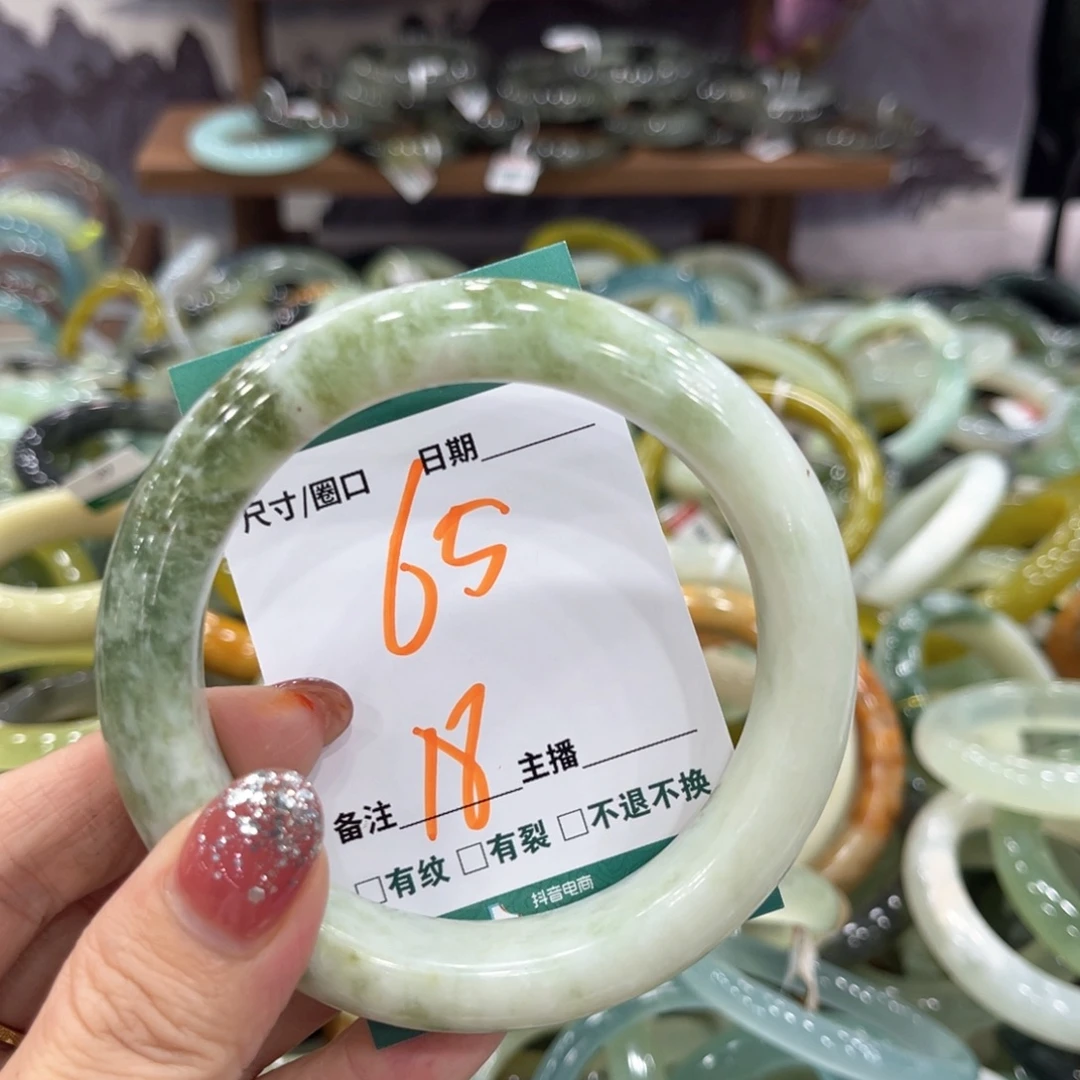 尺寸/圈口 日期
65
18
备注 主播
□有纹 □有裂 □不退不换
抖音电商